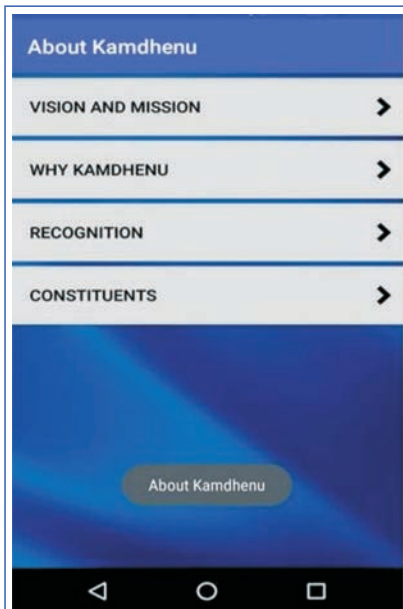 About Kamdhenu
VISION AND MISSION
WHY KAMDHENU
RECOGNITION
CONSTITUENTS
About Kamdhenu